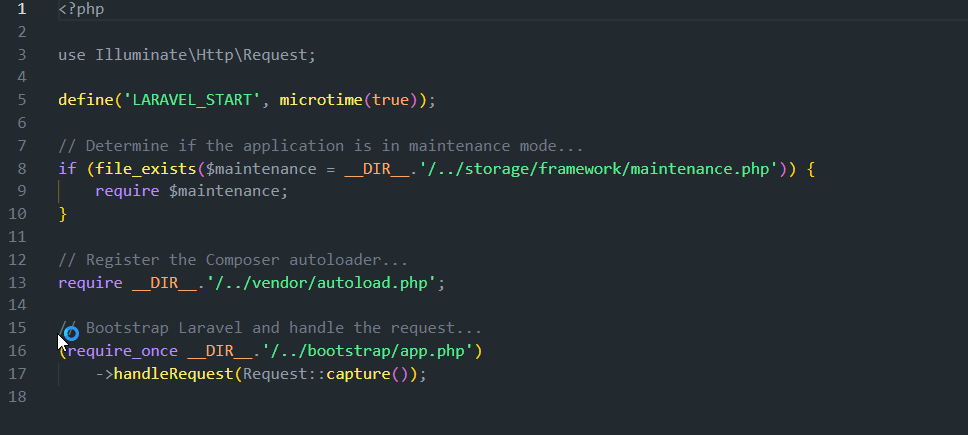 1 <?php
2
3 use Illuminate\Http\Request;
4
5 define('LARAVEL_START', microtime(true));
6
7 // Determine if the application is in maintenance mode...
8 if (file_exists($maintenance = __DIR__.'/../storage/framework/maintenance.php')) {
9     require $maintenance;
10 }
11
12 // Register the Composer autoloader...
13 require __DIR__.'/../vendor/autoload.php';
14
15 // Bootstrap Laravel and handle the request...
16 (require_once __DIR__.'/../bootstrap/app.php')
17     ->handleRequest(Request::capture());
18